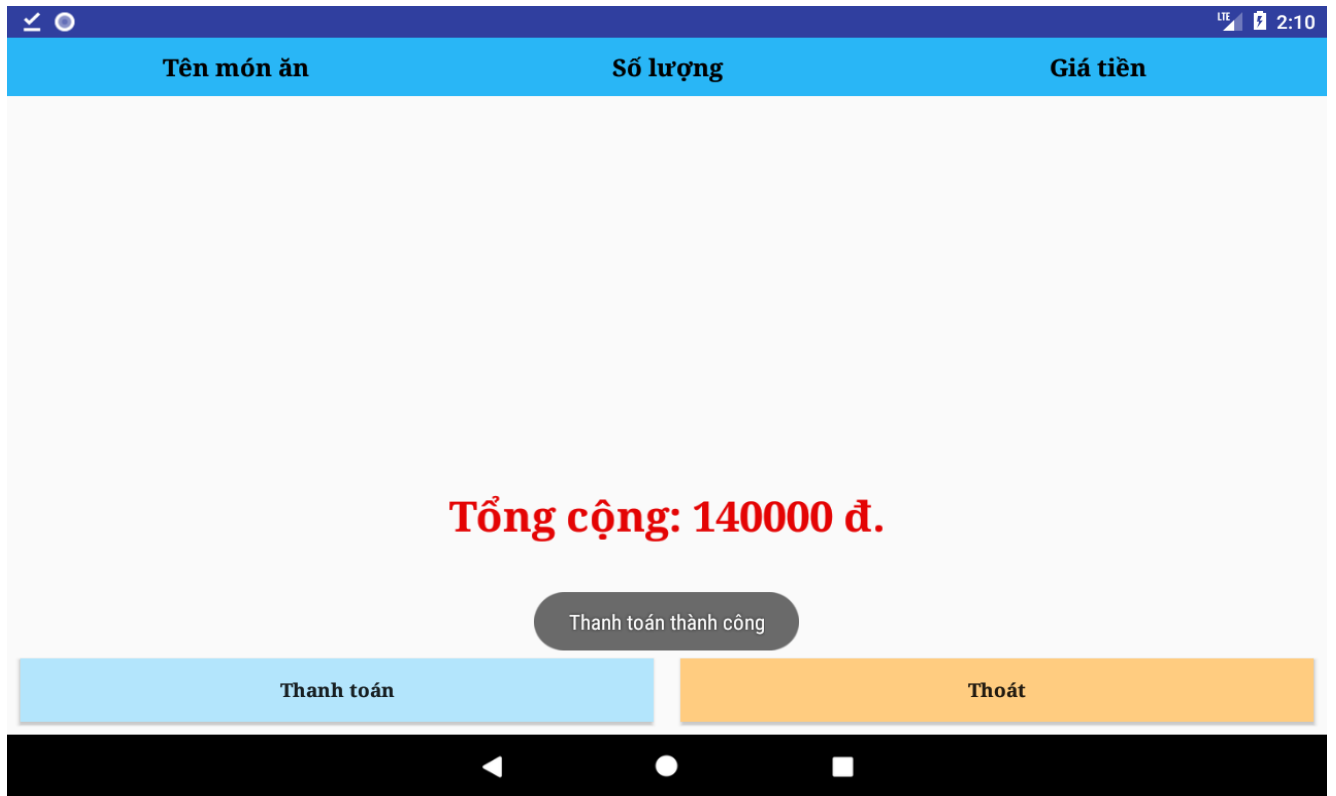 LTE 2:10
Tên món ăn Số lượng Giá tiền
Tổng cộng: 140000 đ.
Thanh toán thành công
Thanh toán Thoát